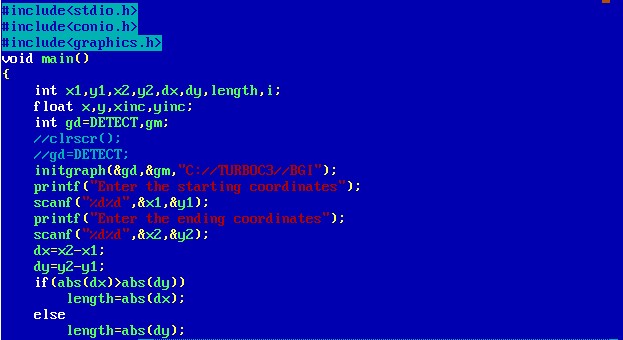 #include<stdio.h>
#include<conio.h>
#include<graphics.h>
void main()
{
    int x1,y1,x2,y2,dx,dy,length,i;
    float x,y,xinc,yinc;
    int gd=DETECT,gm;
    //clrscr();
    //gd=DETECT;
    initgraph(&gd,&gm,"C://TURBOC3//BGI");
    printf("Enter the starting coordinates");
    scanf("%d%d",&x1,&y1);
    printf("Enter the ending coordinates");
    scanf("%d%d",&x2,&y2);
    dx=x2-x1;
    dy=y2-y1;
    if(abs(dx)>abs(dy))
        length=abs(dx);
    else
        length=abs(dy);